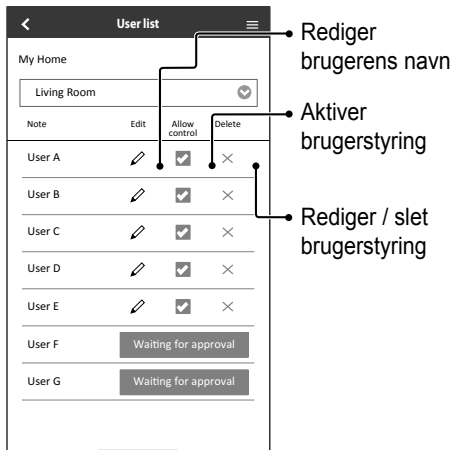 User list
My Home
Living Room
Note Edit Allow control Delete
User A
User B
User C
User D
User E
User F Waiting for approval
User G Waiting for approval
Rediger
brugerens navn
Aktiver
brugerstyring
Rediger / slet
brugerstyring